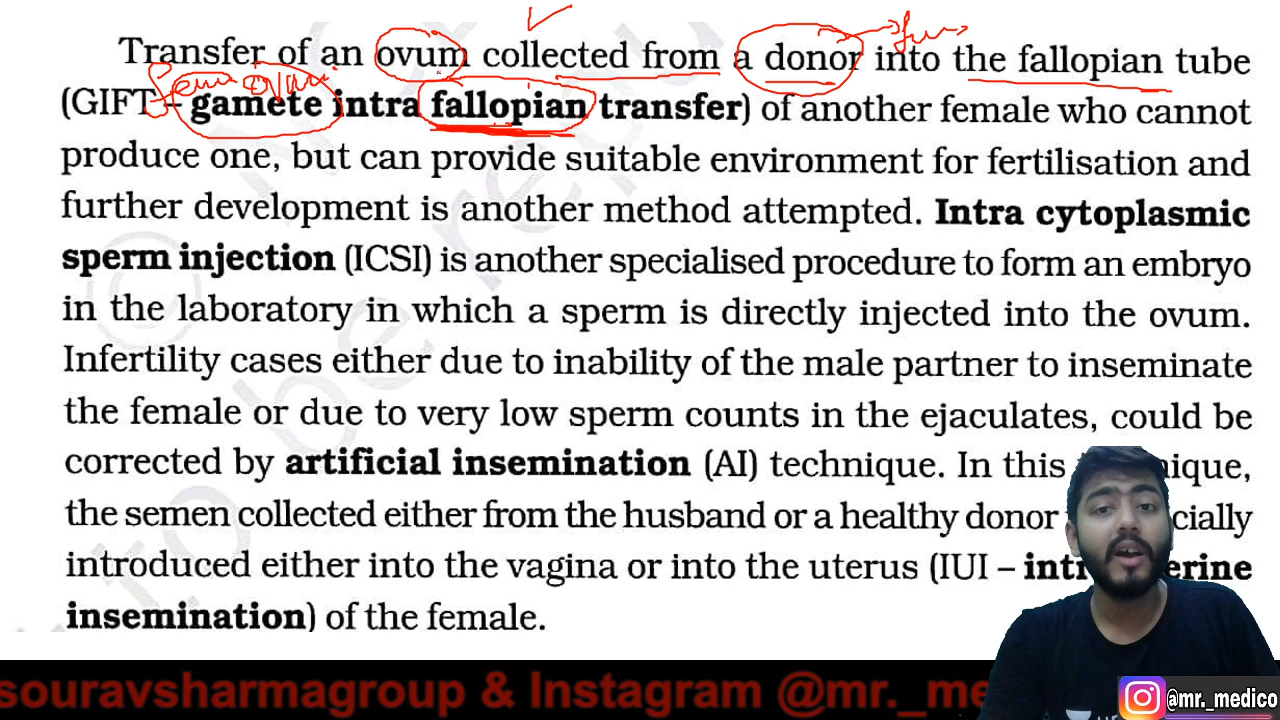 Transfer of an ovum collected from a donor into the fallopian tube
(GIFT – gamete intra fallopian transfer) of another female who cannot
produce one, but can provide suitable environment for fertilisation and
further development is another method attempted. Intra cytoplasmic
sperm injection (ICSI) is another specialised procedure to form an embryo
in the laboratory in which a sperm is directly injected into the ovum.
Infertility cases either due to inability of the male partner to inseminate
the female or due to very low sperm counts in the ejaculates, could be
corrected by artificial insemination (AI) technique. In this
the semen collected either from the husband or a healthy donor
introduced either into the vagina or into the uterus (IUI –
insemination) of the female.
souravsharmagroup & Instagram
@mr._medico